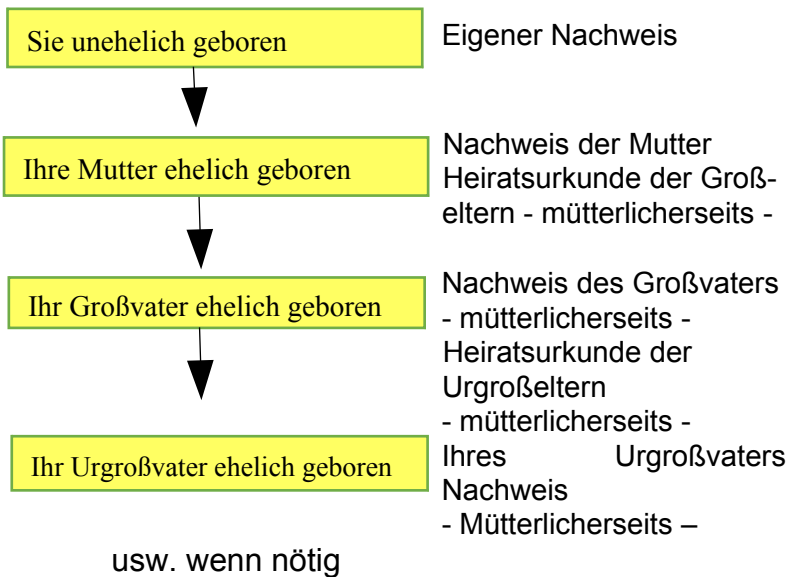 Sie unehelich geboren
Eigener Nachweis
Ihre Mutter ehelich geboren
Nachweis der Mutter
Heiratsurkunde der Groß-
eltern - mütterlicherseits -
Ihr Großvater ehelich geboren
Nachweis des Großvaters
- mütterlicherseits -
Heiratsurkunde der
Urgroßeltern
- mütterlicherseits -
Ihr Urgroßvater ehelich geboren
Ihres Urgroßvaters
Nachweis
- Mütterlicherseits –
usw. wenn nötig